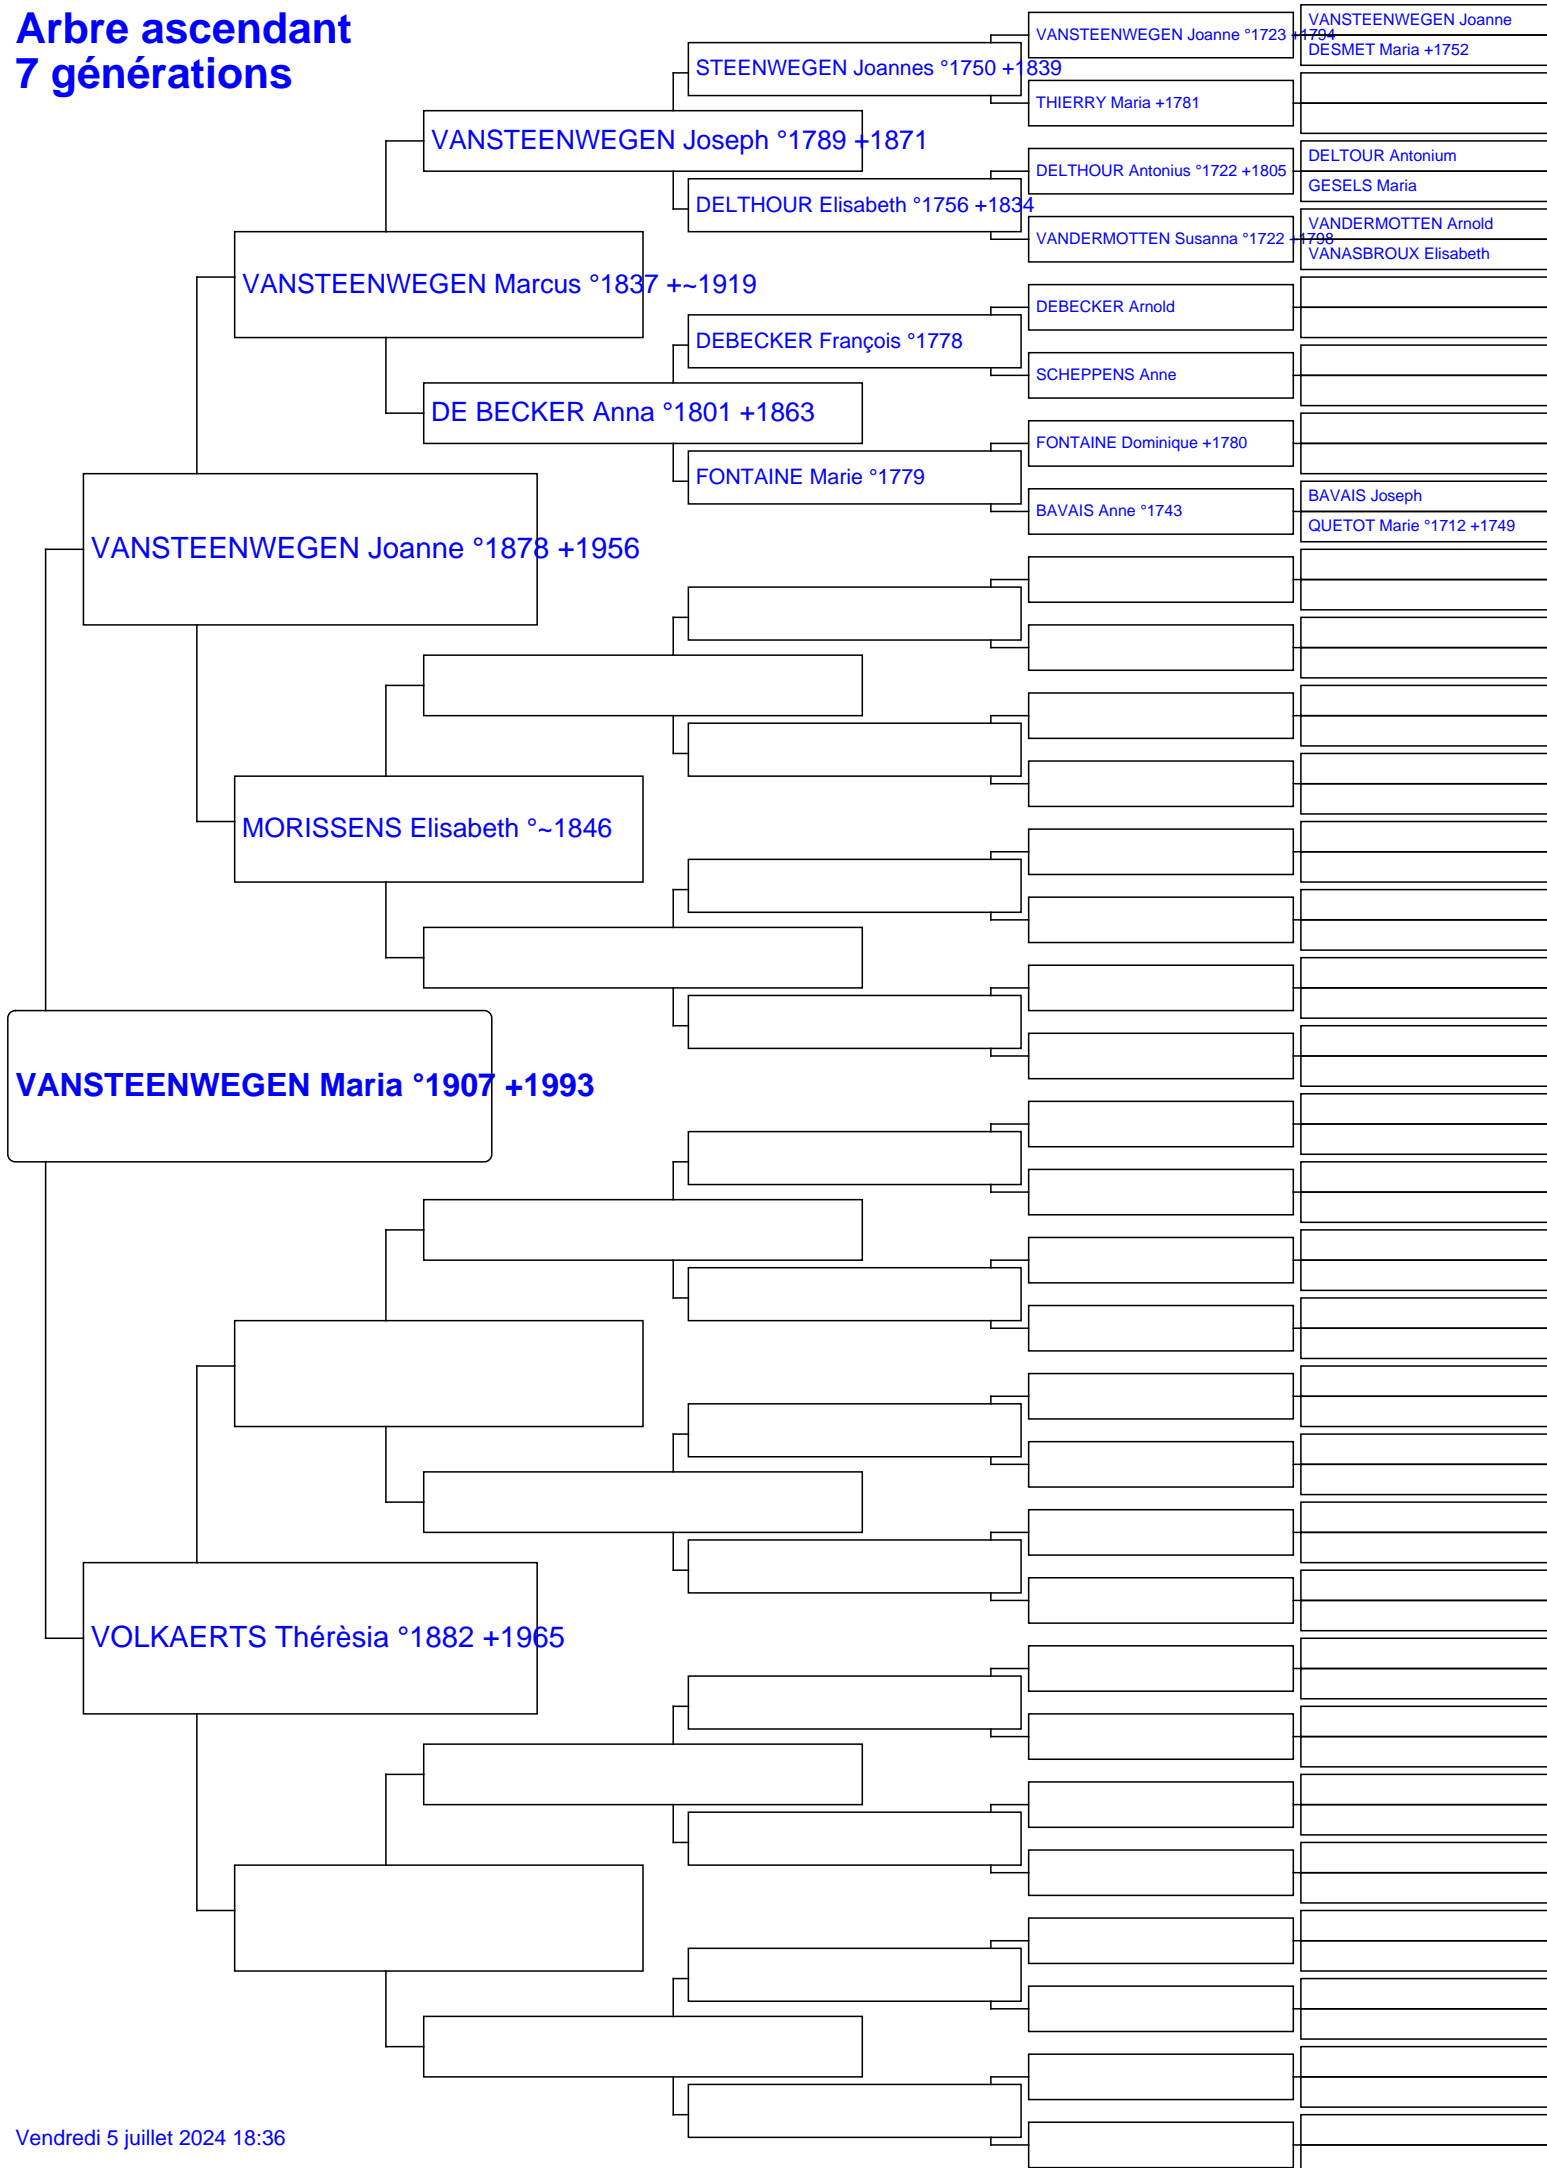 Arbre ascendant
7 générations
VANSTEENWEGEN Joanne
VANSTEENWEGEN Joanne °1723 +1794
DESMET Maria +1752
STEENWEGEN Joannes °1750 +1839
THIERRY Maria +1781
VANSTEENWEGEN Joseph °1789 +1871
DELTOUR Antonium
DELTHOUR Antonius °1722 +1805
GESELS Maria
DELTHOUR Elisabeth °1756 +1834
VANDERMOTTEN Arnold
VANDERMOTTEN Susanna °1722 +1798
VANASBROUX Elisabeth
VANSTEENWEGEN Marcus °1837 +~1919
DEBECKER Arnold
DEBECKER François °1778
SCHEPPENS Anne
DE BECKER Anna °1801 +1863
FONTAINE Dominique +1780
FONTAINE Marie °1779
BAVAIS Joseph
BAVAIS Anne °1743
QUETOT Marie °1712 +1749
VANSTEENWEGEN Joanne °1878 +1956
MORISSENS Elisabeth °~1846
VANSTEENWEGEN Maria °1907 +1993
VOLKAERTS Thérèsia °1882 +1965
Vendredi 5 juillet 2024 18:36